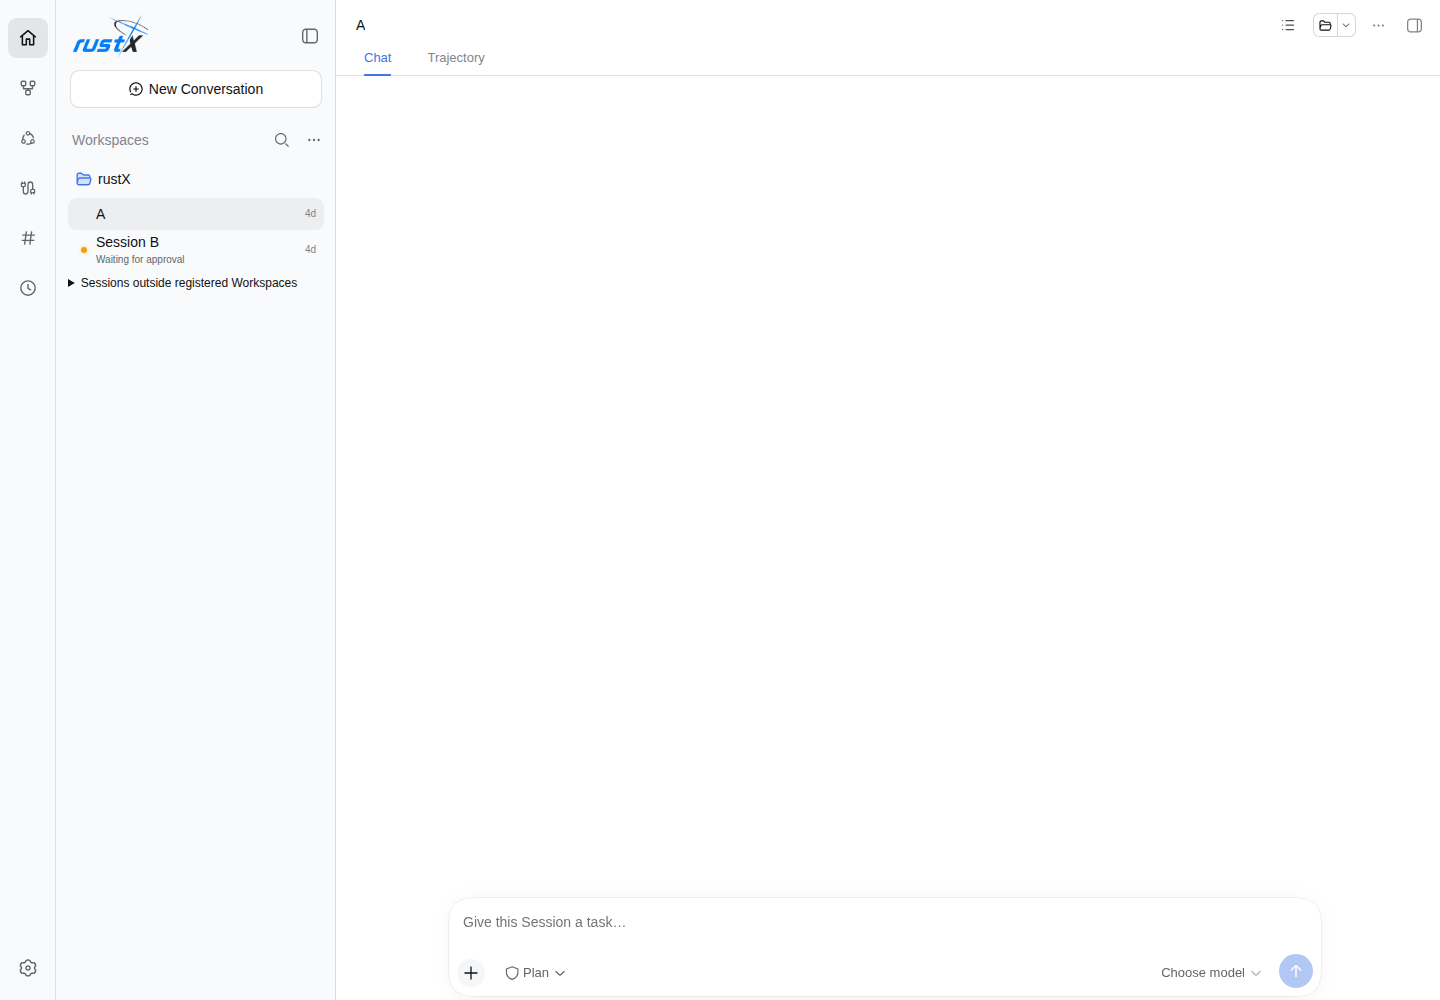 rustX
New Conversation
Workspaces
rustX
A 4d
Session B 4d
Waiting for approval
Sessions outside registered Workspaces
A
Chat Trajectory
Give this Session a task…
Plan Choose model